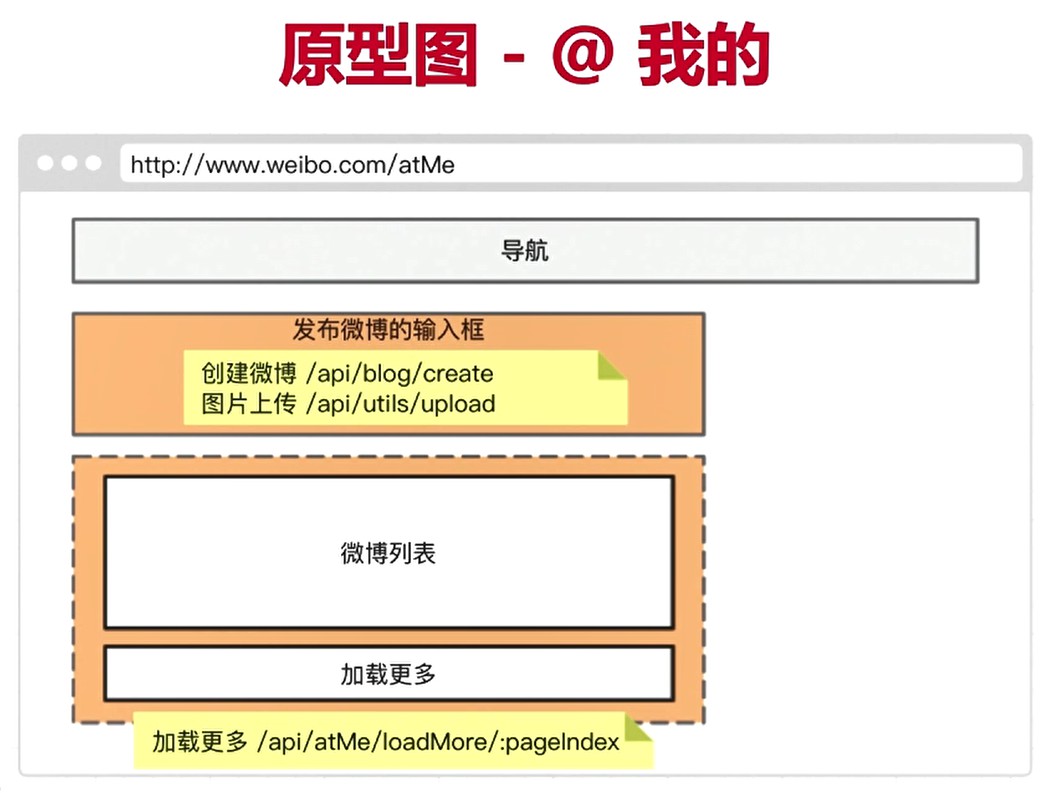 原型图 - @ 我的
http://www.weibo.com/atMe
导航
发布微博的输入框
创建微博 /api/blog/create
图片上传 /api/utils/upload
微博列表
加载更多
加载更多 /api/atMe/loadMore/:pageIndex